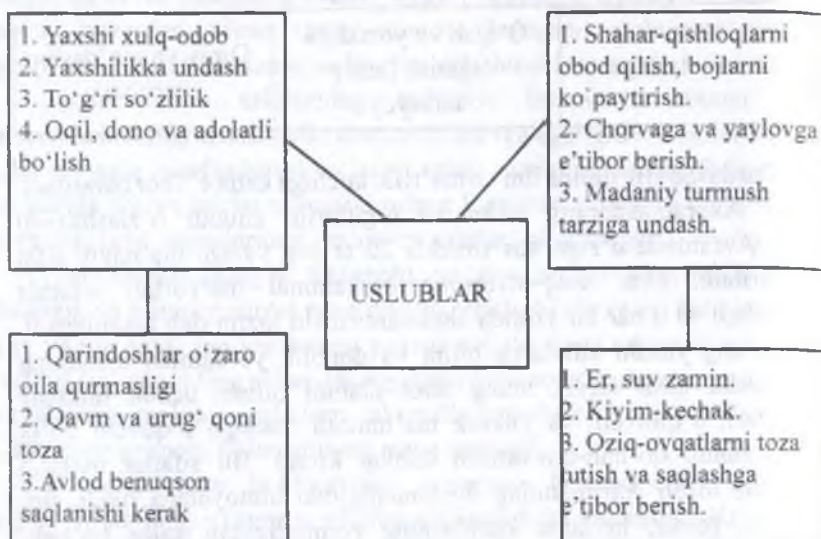 1. Yaxshi xulq-odob
2. Yaxshilikka undash
3. To‘g‘ri so‘zlilik
4. Oqil, dono va adolatli
bo‘lish
1. Shahar-qishloqlarni
obod qilish, bojlarni
ko‘paytirish.
2. Chorvaga va yaylovga
e’tibor berish.
3. Madaniy turmush
tarziga undash.
USLUBLAR
1. Qarindoshlar o‘zaro
oila qurmasligi
2. Qavm va urug‘ qoni
toza
3.Avlod benuqson
saqlanishi kerak
1. Er, suv zamin.
2. Kiyim-kechak.
3. Oziq-ovqatlarni toza
tutish va saqlashga
e’tibor berish.